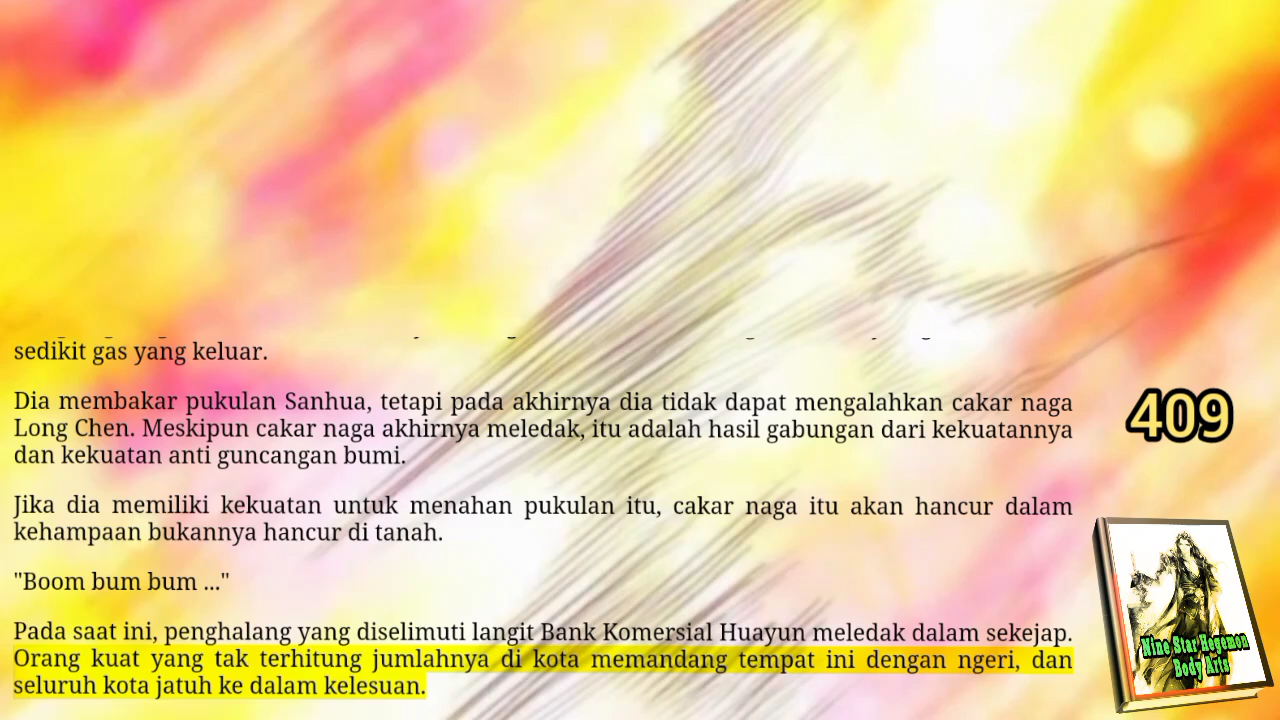 sedikit gas yang keluar.
Dia membakar pukulan Sanhua, tetapi pada akhirnya dia tidak dapat mengalahkan cakar naga
Long Chen. Meskipun cakar naga akhirnya meledak, itu adalah hasil gabungan dari kekuatannya
dan kekuatan anti guncangan bumi.
Jika dia memiliki kekuatan untuk menahan pukulan itu, cakar naga itu akan hancur dalam
kehampaan bukannya hancur di tanah.
"Boom bum bum ..."
Pada saat ini, penghalang yang diselimuti langit Bank Komersial Huayun meledak dalam sekejap.
Orang kuat yang tak terhitung jumlahnya di kota memandang tempat ini dengan ngeri, dan
seluruh kota jatuh ke dalam kelesuan.
409
Nine Star Hegemon
Body Arts